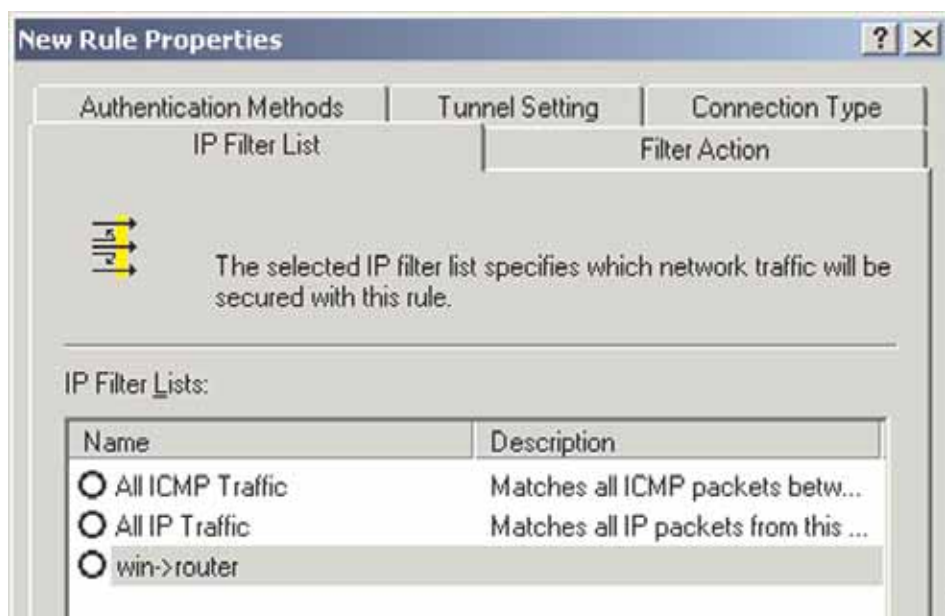 New Rule Properties
Authentication Methods
Tunnel Setting
Connection Type
IP Filter List
Filter Action
The selected IP filter list specifies which network traffic will be
secured with this rule.
IP Filter Lists:
Name Description
All ICMP Traffic Matches all ICMP packets betw...
All IP Traffic Matches all IP packets from this ...
win->router